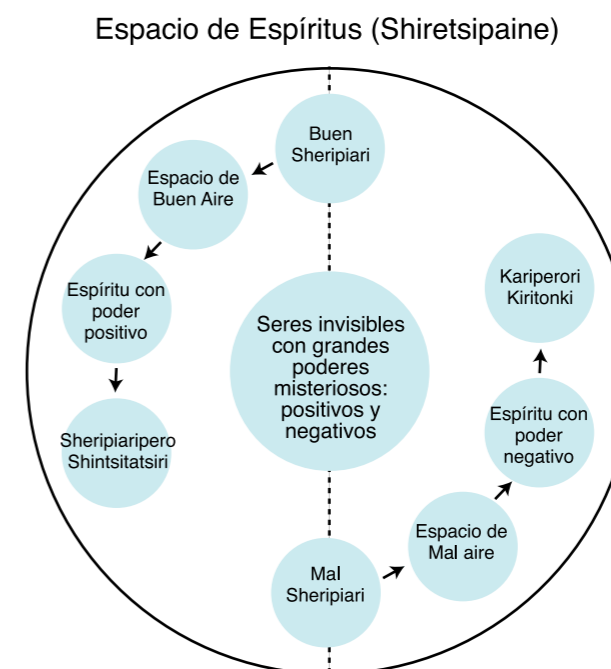 Espacio de Espíritus (Shiretsipaine)
Buen
Sheripiari
Espacio de
Buen Aire
Espíritu con
poder
positivo
Sheripiaripero
Shintsitatsiri
Seres invisibles
con grandes
poderes
misteriosos:
positivos y
negativos
Kariperori
Kiritonki
Espíritu con
poder
negativo
Espacio de
Mal aire
Mal
Sheripiari